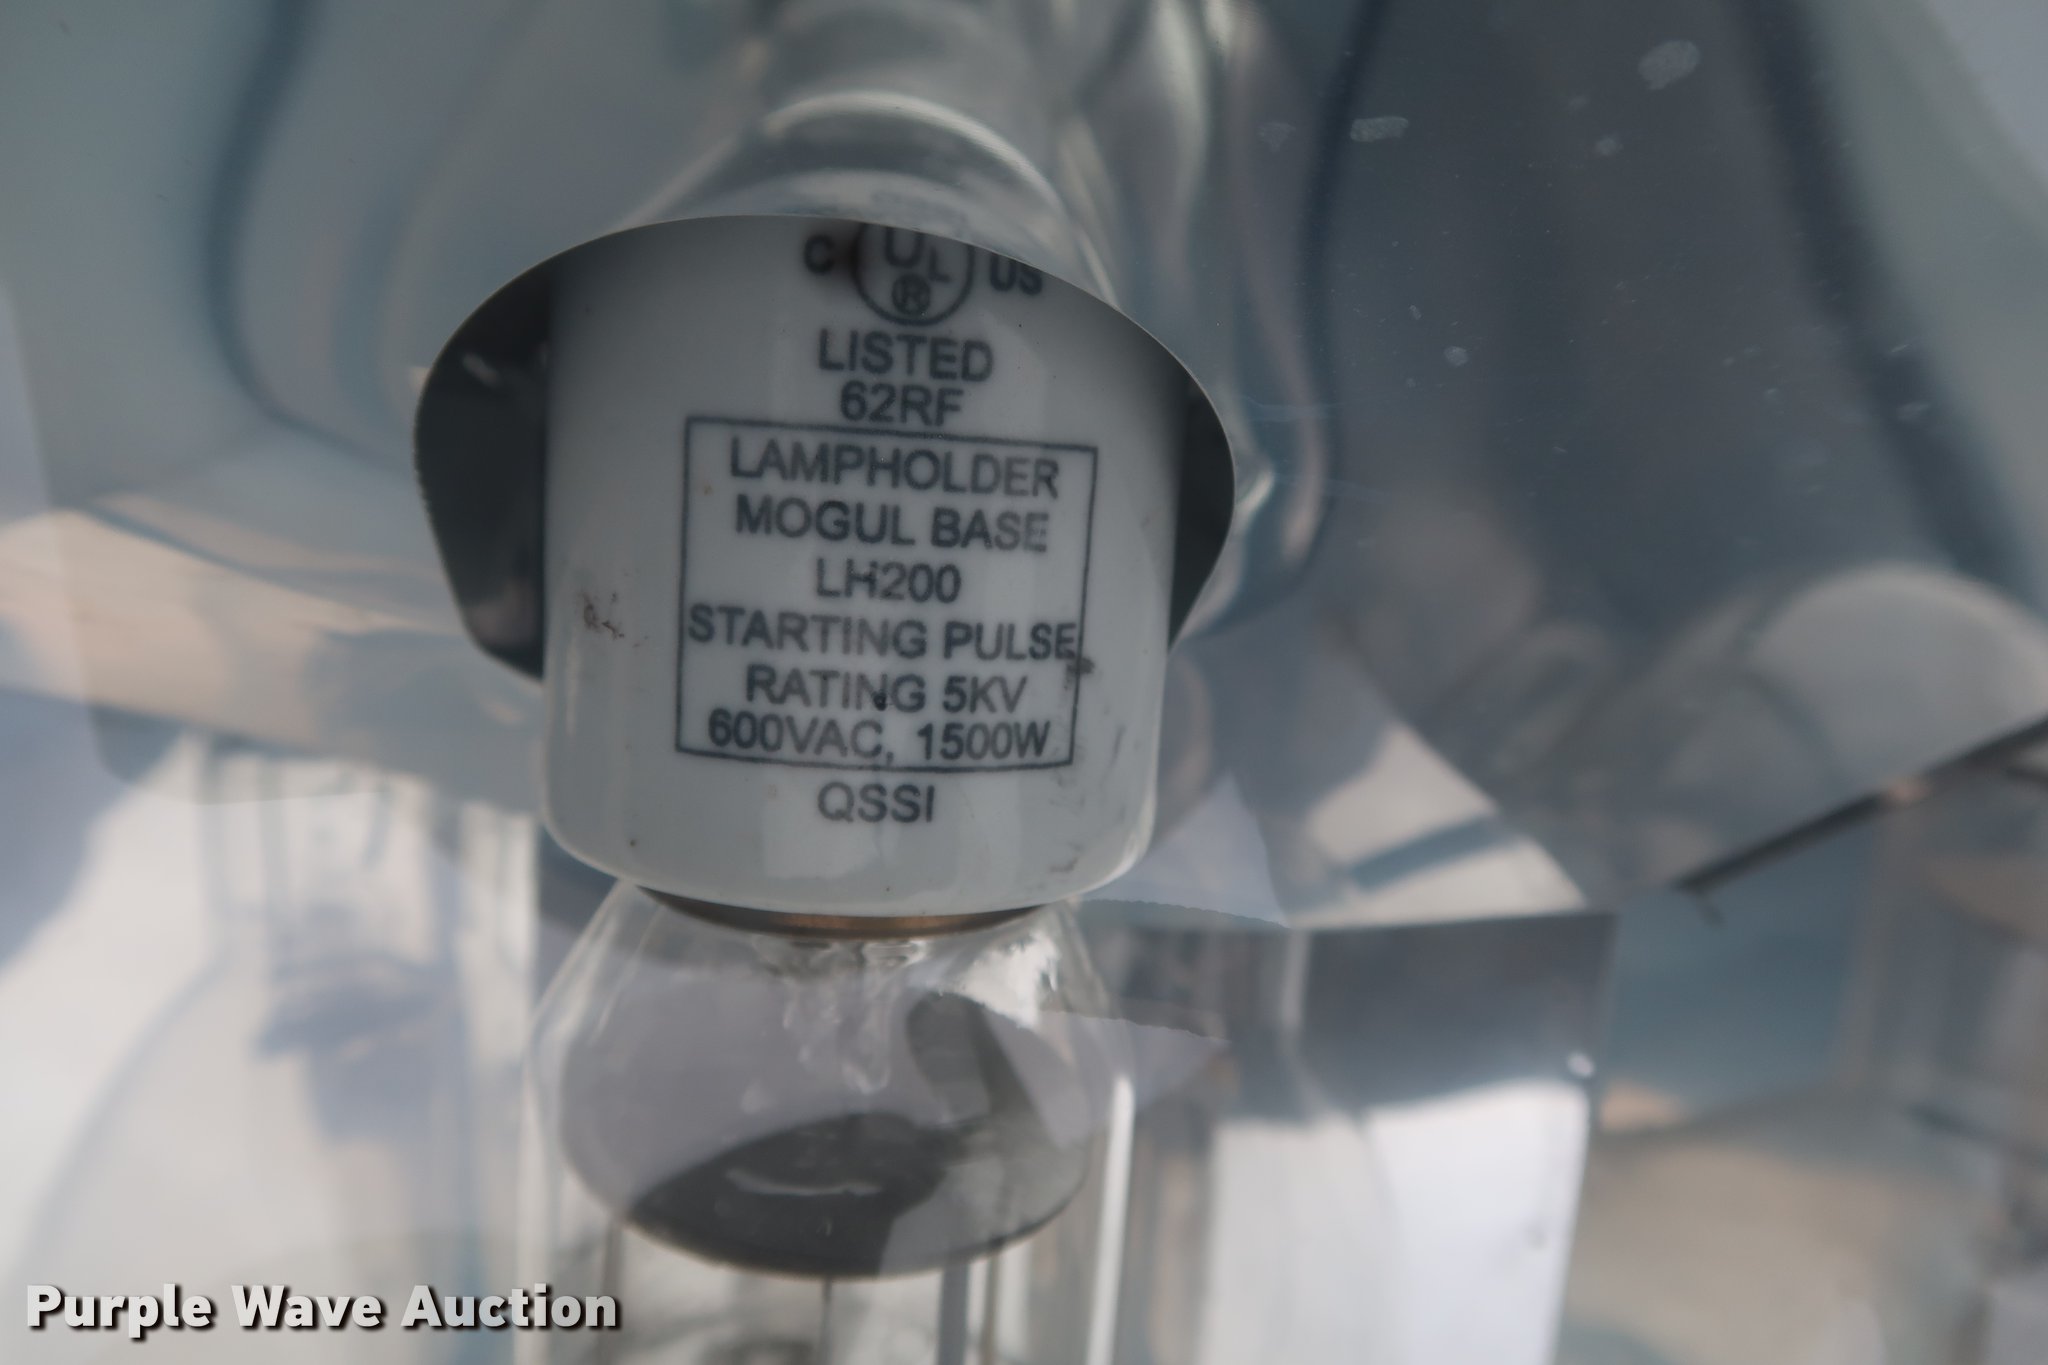 C UL US
®
LISTED
62RF
LAMPHOLDER
MOGUL BASE
LH200
STARTING PULSE
RATING 5KV
600VAC, 1500W
QSSI
Purple Wave Auction